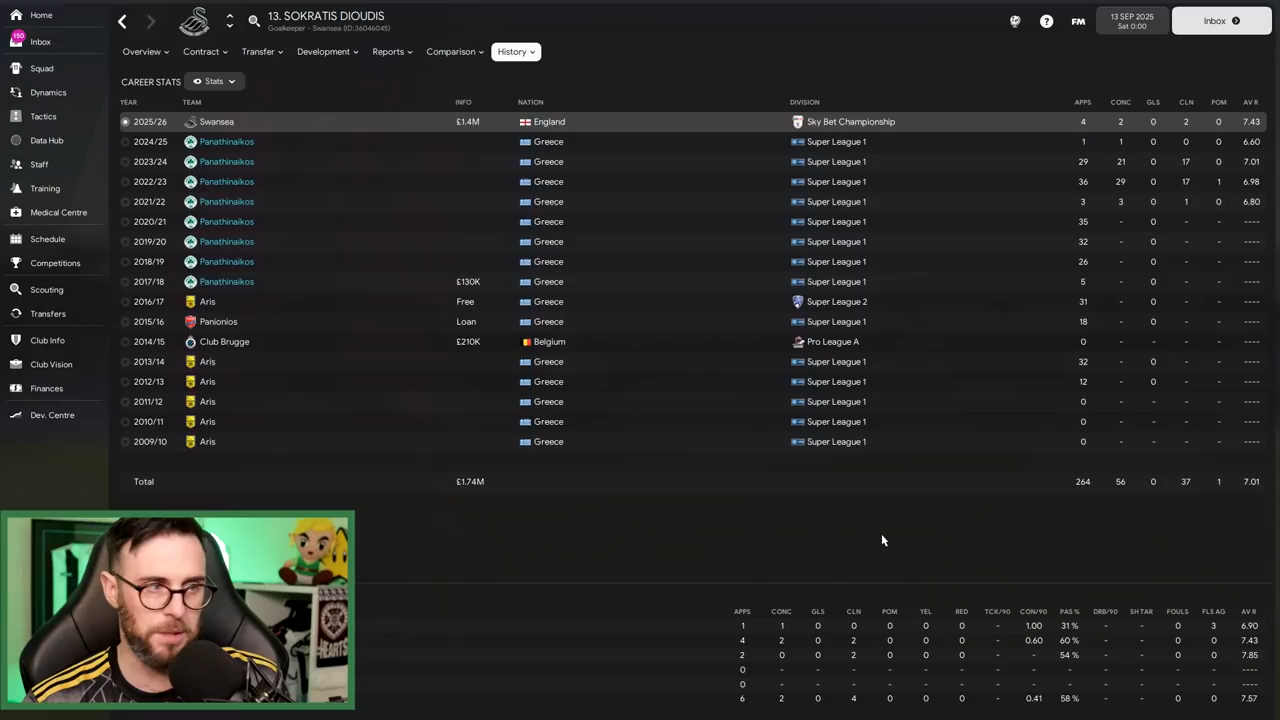 Home
150
Inbox
Squad
Dynamics
Tactics
Data Hub
Staff
Training
Medical Centre
Schedule
Competitions
Scouting
Transfers
Club Info
Club Vision
Finances
Dev. Centre
13. SOKRATIS DIOUDIS
Goalkeeper - Swansea (ID:36046045)
FM
13 SEP 2025
Sat 0:00
Inbox
Overview Contract Transfer Development Reports Comparison History
CAREER STATS Stats
YEAR TEAM INFO NATION DIVISION APPS CONC GLS CLN POM AV R
2025/26 Swansea £1.4M England Sky Bet Championship 4 2 0 2 0 7.43
2024/25 Panathinaikos Greece Super League 1 1 1 0 0 0 6.60
2023/24 Panathinaikos Greece Super League 1 29 21 0 17 0 7.01
2022/23 Panathinaikos Greece Super League 1 36 29 0 17 1 6.98
2021/22 Panathinaikos Greece Super League 1 3 3 0 1 0 6.80
2020/21 Panathinaikos Greece Super League 1 35 - 0 - - ----
2019/20 Panathinaikos Greece Super League 1 32 - 0 - - ----
2018/19 Panathinaikos Greece Super League 1 26 - 0 - - ----
2017/18 Panathinaikos £130K Greece Super League 1 5 - 0 - - ----
2016/17 Aris Free Greece Super League 2 31 - 0 - - ----
2015/16 Panionios Loan Greece Super League 1 18 - 0 - - ----
2014/15 Club Brugge £210K Belgium Pro League A 0 - 0 - - ----
2013/14 Aris Greece Super League 1 32 - 0 - - ----
2012/13 Aris Greece Super League 1 12 - 0 - - ----
2011/12 Aris Greece Super League 1 0 - 0 - - ----
2010/11 Aris Greece Super League 1 0 - 0 - - ----
2009/10 Aris Greece Super League 1 0 - 0 - - ----
Total £1.74M 264 56 0 37 1 7.01
APPS CONC GLS CLN POM YEL RED TCK/90 CON/90 PAS % DRB/90 SH TAR FOULS FLS AG AV R
1 1 0 0 0 0 0 - 1.00 31 % - - 0 3 6.90
4 2 0 2 0 0 0 - 0.60 60 % - - 0 0 7.43
2 0 0 2 0 0 0 - - 54 % - - 0 0 7.85
0 - - - - - - - - - - - - - ----
0 - - - - - - - - - - - - - ----
6 2 0 4 0 0 0 - 0.41 58 % - - 0 0 7.57
HEARTS